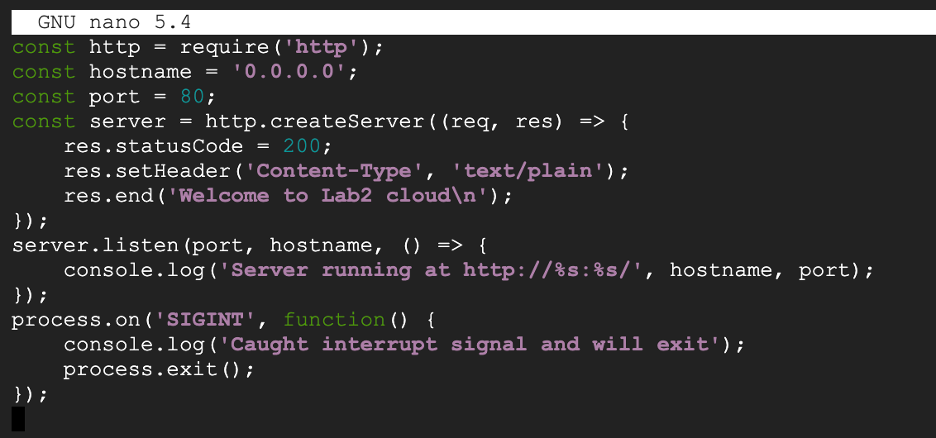 GNU nano 5.4
const http = require('http');
const hostname = '0.0.0.0';
const port = 80;
const server = http.createServer((req, res) => {
    res.statusCode = 200;
    res.setHeader('Content-Type', 'text/plain');
    res.end('Welcome to Lab2 cloud\n');
});
server.listen(port, hostname, () => {
    console.log('Server running at http://%s:%s/', hostname, port);
});
process.on('SIGINT', function() {
    console.log('Caught interrupt signal and will exit');
    process.exit();
});